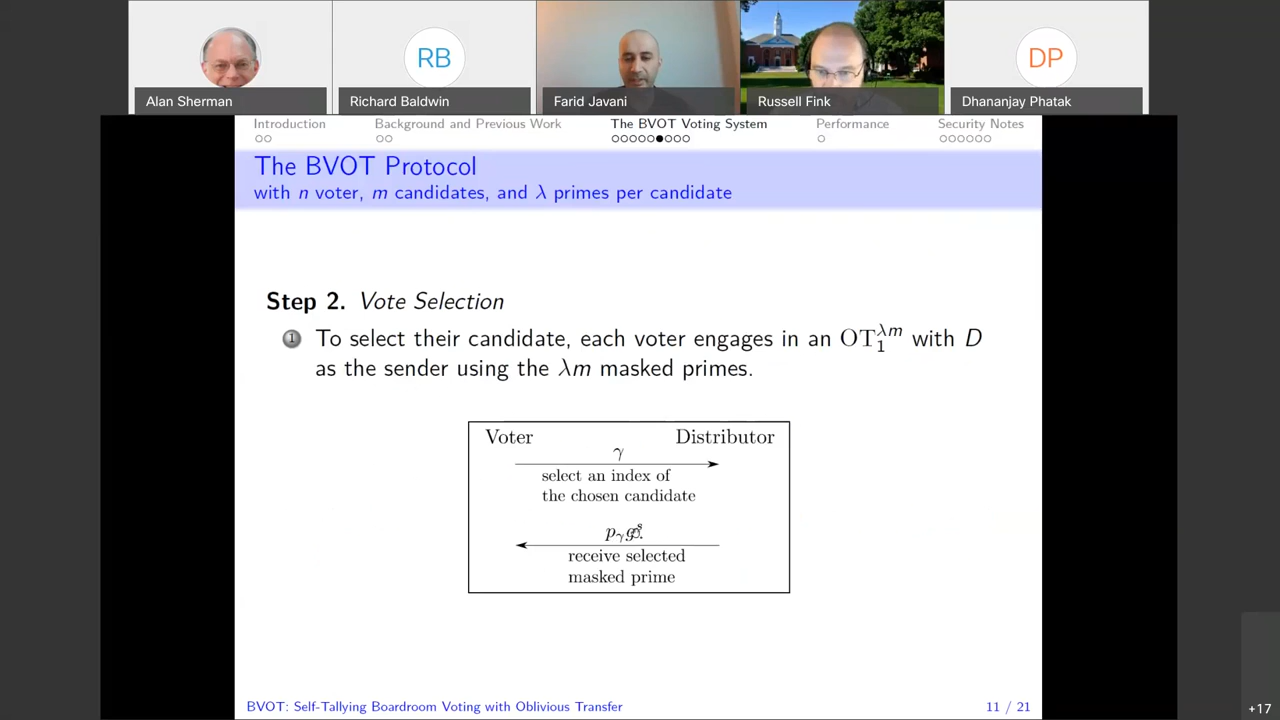 RB
DP
Alan Sherman
Richard Baldwin
Farid Javani
Russell Fink
Dhananjay Phatak
Introduction
Background and Previous Work
The BVOT Voting System
Performance
Security Notes
The BVOT Protocol
with n voter, m candidates, and λ primes per candidate
Step 2. Vote Selection
1 To select their candidate, each voter engages in an OT₁^λm with D
as the sender using the λm masked primes.
Voter
Distributor
γ
select an index of
the chosen candidate
receive selected
masked prime
BVOT: Self-Tallying Boardroom Voting with Oblivious Transfer
11 / 21
+17